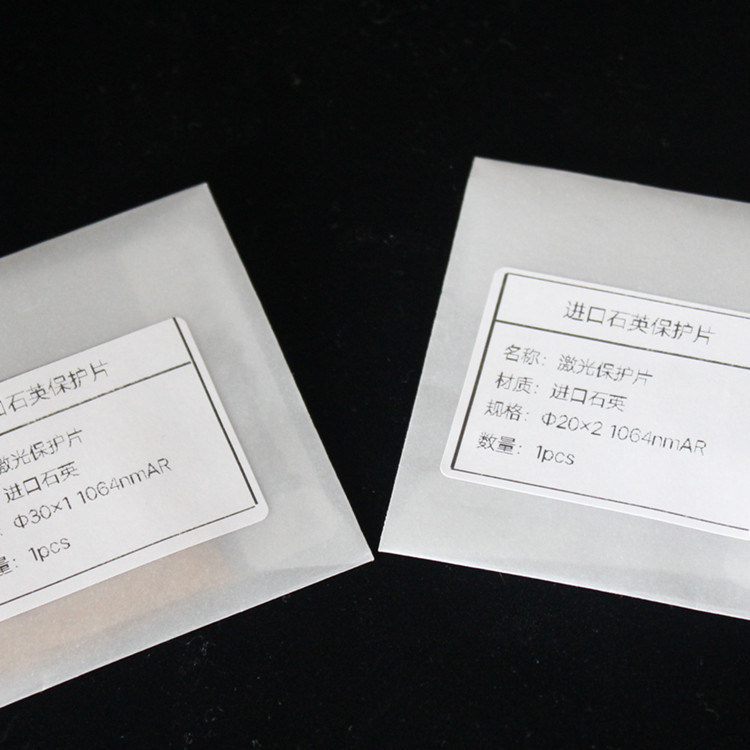 口石英保护片
激光保护片
进口石英
Φ30×1 1064nmAR
量：1pcs
进口石英保护片
名称：激光保护片
材质：进口石英
规格：Φ20×2 1064nmAR
数量：1pcs